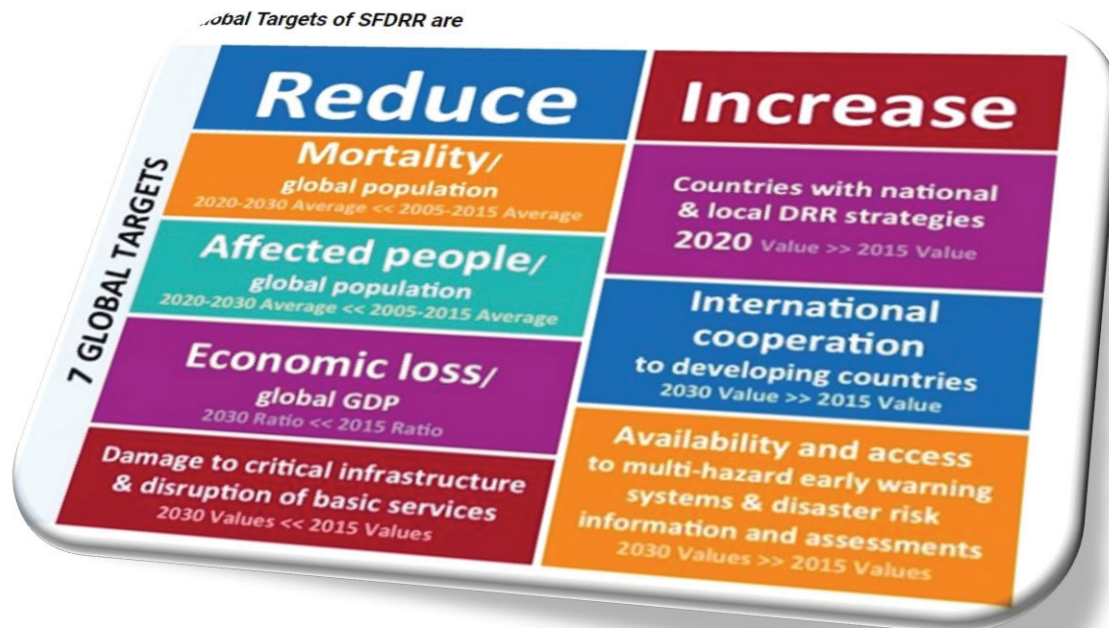 obal Targets of SFDRR are
7 GLOBAL TARGETS
Reduce
Mortality/
global population
2020-2030 Average << 2005-2015 Average
Affected people/
global population
2020-2030 Average << 2005-2015 Average
Economic loss/
global GDP
2030 Ratio << 2015 Ratio
Damage to critical infrastructure
& disruption of basic services
2030 Values << 2015 Values
Increase
Countries with national
& local DRR strategies
2020 Value >> 2015 Value
International
cooperation
to developing countries
2030 Value >> 2015 Value
Availability and access
to multi-hazard early warning
systems & disaster risk
information and assessments
2030 Values >> 2015 Values